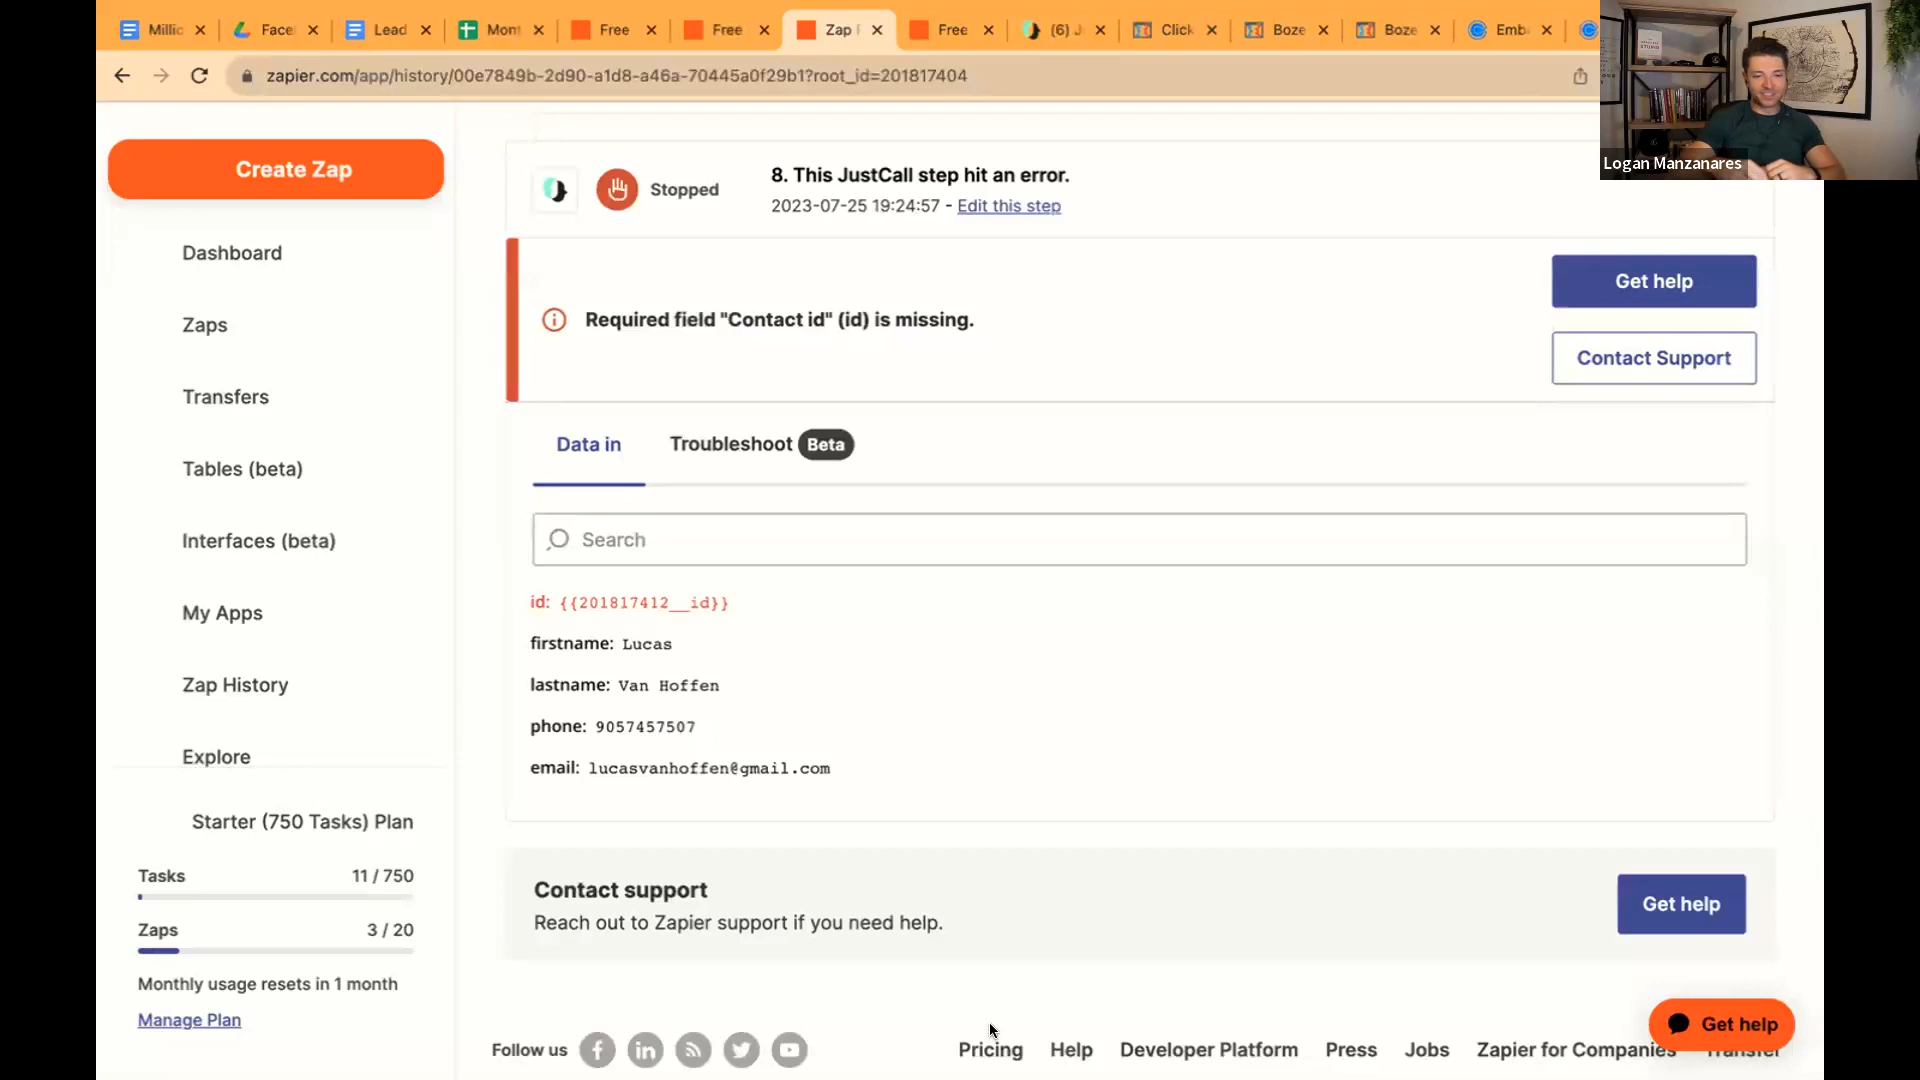 Millic
Face
Lead
Mont
Free
Free
Zap
Free
(6) J
Click
Boze
Boze
Emb
zapier.com/app/history/00e7849b-2d90-a1d8-a46a-70445a0f29b1?root_id=201817404
Logan Manzanares
Create Zap
Dashboard
Zaps
Transfers
Tables (beta)
Interfaces (beta)
My Apps
Zap History
Explore
Starter (750 Tasks) Plan
Tasks 11 / 750
Zaps 3 / 20
Monthly usage resets in 1 month
Manage Plan
Stopped
8. This JustCall step hit an error.
2023-07-25 19:24:57 - Edit this step
Required field "Contact id" (id) is missing.
Get help
Contact Support
Data in
Troubleshoot Beta
Search
id: {{201817412__id}}
firstname: Lucas
lastname: Van Hoffen
phone: 9057457507
email: lucasvanhoffen@gmail.com
Contact support
Reach out to Zapier support if you need help.
Get help
Get help
Follow us
Pricing Help Developer Platform Press Jobs Zapier for Companies Transfer